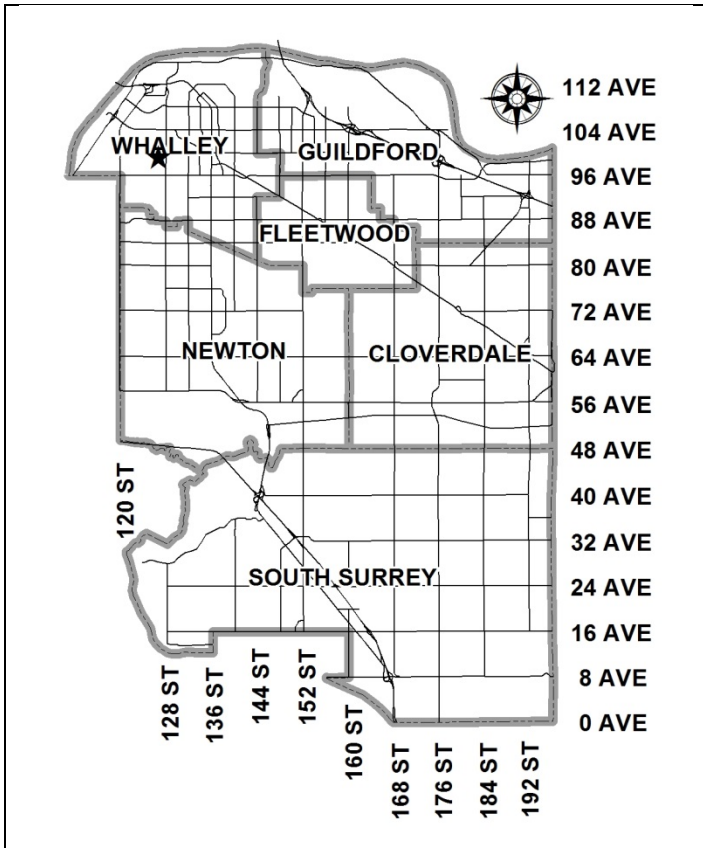 112 AVE
104 AVE
WHALLEY
GUILDFORD
96 AVE
88 AVE
FLEETWOOD
80 AVE
72 AVE
NEWTON
CLOVERDALE
64 AVE
56 AVE
48 AVE
120 ST
40 AVE
32 AVE
SOUTH SURREY
24 AVE
16 AVE
128 ST
136 ST
144 ST
152 ST
160 ST
8 AVE
0 AVE
168 ST
176 ST
184 ST
192 ST